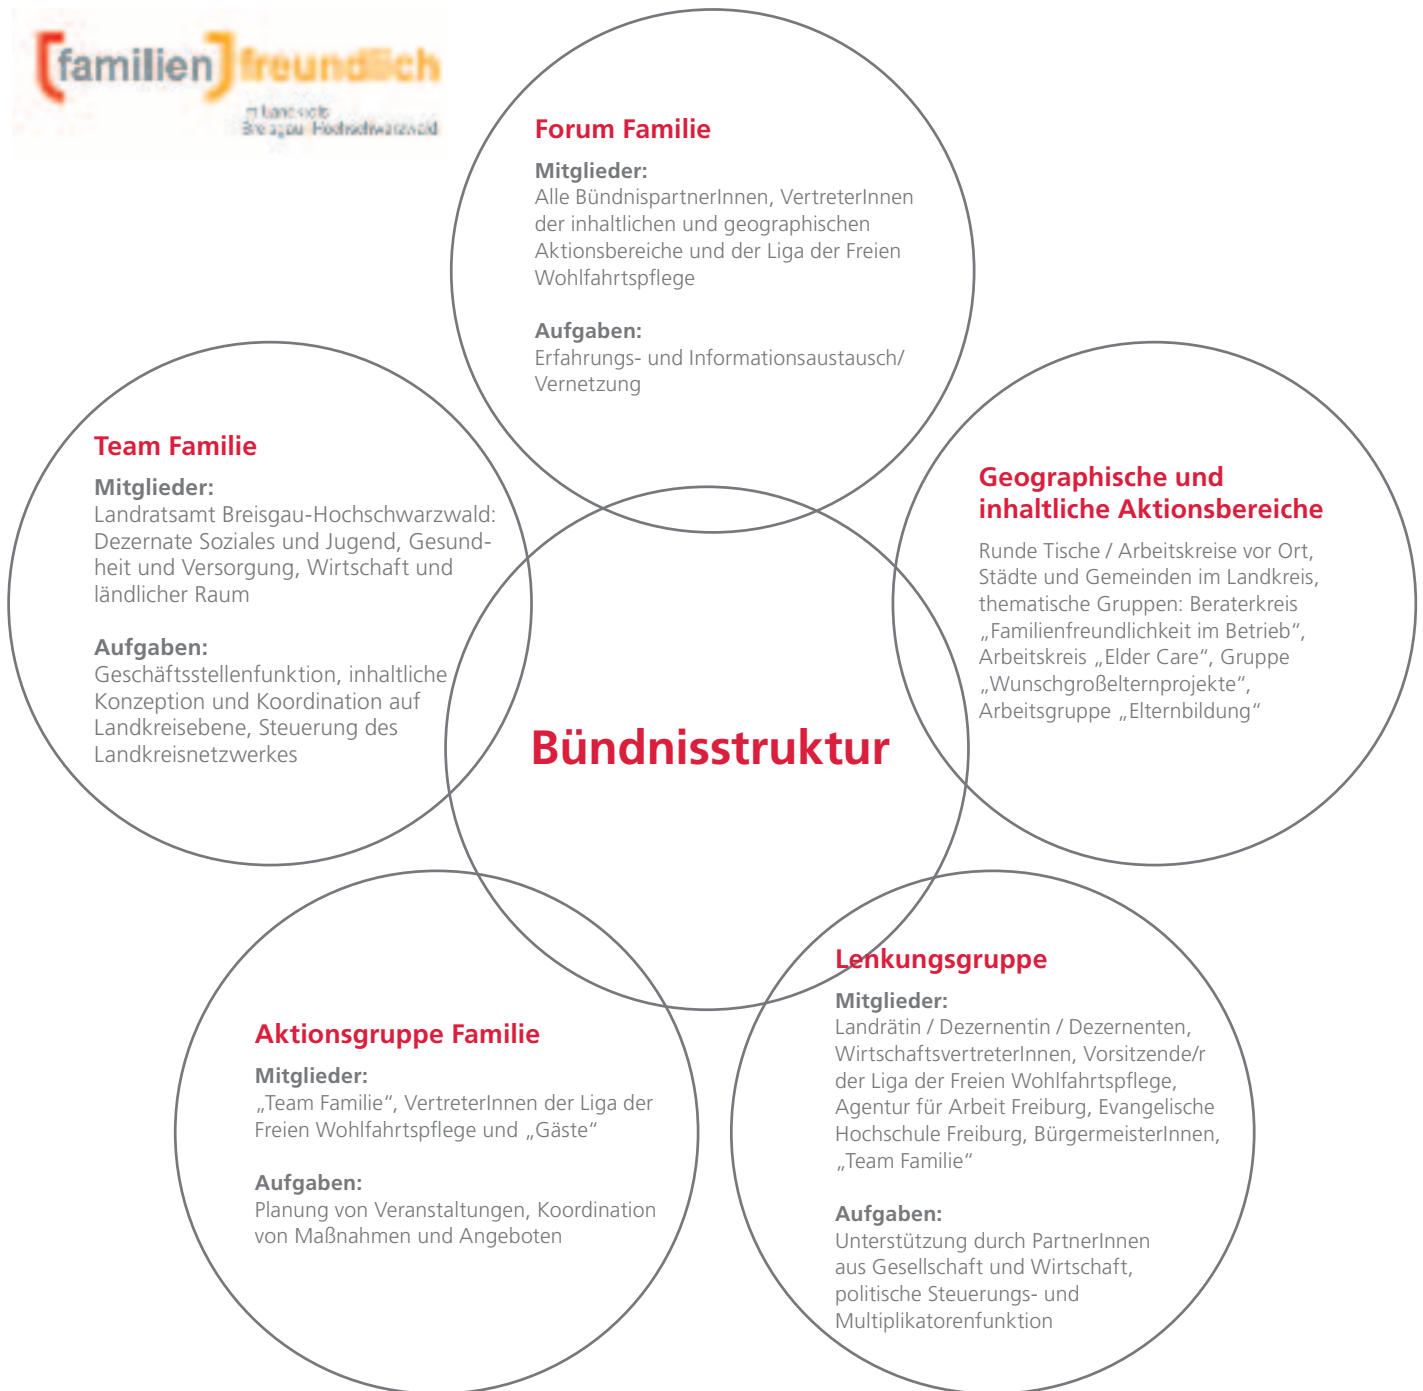 [familien]freundlich
Breisgau-Hochschwarzwald
Forum Familie
Mitglieder:
Alle BündnispartnerInnen, VertreterInnen
der inhaltlichen und geographischen
Aktionsbereiche und der Liga der Freien
Wohlfahrtspflege
Aufgaben:
Erfahrungs- und Informationsaustausch/
Vernetzung
Team Familie
Mitglieder:
Landratsamt Breisgau-Hochschwarzwald:
Dezernate Soziales und Jugend, Gesund-
heit und Versorgung, Wirtschaft und
ländlicher Raum
Aufgaben:
Geschäftsstellenfunktion, inhaltliche
Konzeption und Koordination auf
Landkreisebene, Steuerung des
Landkreisnetzwerkes
Geographische und
inhaltliche Aktionsbereiche
Runde Tische / Arbeitskreise vor Ort,
Städte und Gemeinden im Landkreis,
thematische Gruppen: Beraterkreis
„Familienfreundlichkeit im Betrieb“,
Arbeitskreis „Elder Care“, Gruppe
„Wunschgroßelternprojekte“,
Arbeitsgruppe „Elternbildung“
Bündnisstruktur
Aktionsgruppe Familie
Mitglieder:
„Team Familie“, VertreterInnen der Liga der
Freien Wohlfahrtspflege und „Gäste“
Aufgaben:
Planung von Veranstaltungen, Koordination
von Maßnahmen und Angeboten
Lenkungsgruppe
Mitglieder:
Landrätin / Dezernentin / Dezernenten,
WirtschaftsvertreterInnen, Vorsitzende/r
der Liga der Freien Wohlfahrtspflege,
Agentur für Arbeit Freiburg, Evangelische
Hochschule Freiburg, BürgermeisterInnen,
„Team Familie“
Aufgaben:
Unterstützung durch PartnerInnen
aus Gesellschaft und Wirtschaft,
politische Steuerungs- und
Multiplikatorenfunktion